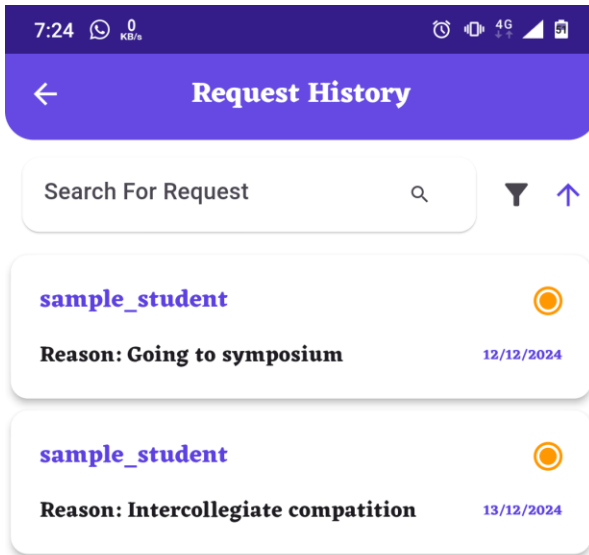 7:24 0 KB/s 4G 51
Request History
Search For Request
sample_student
Reason: Going to symposium 12/12/2024
sample_student
Reason: Intercollegiate compatition 13/12/2024